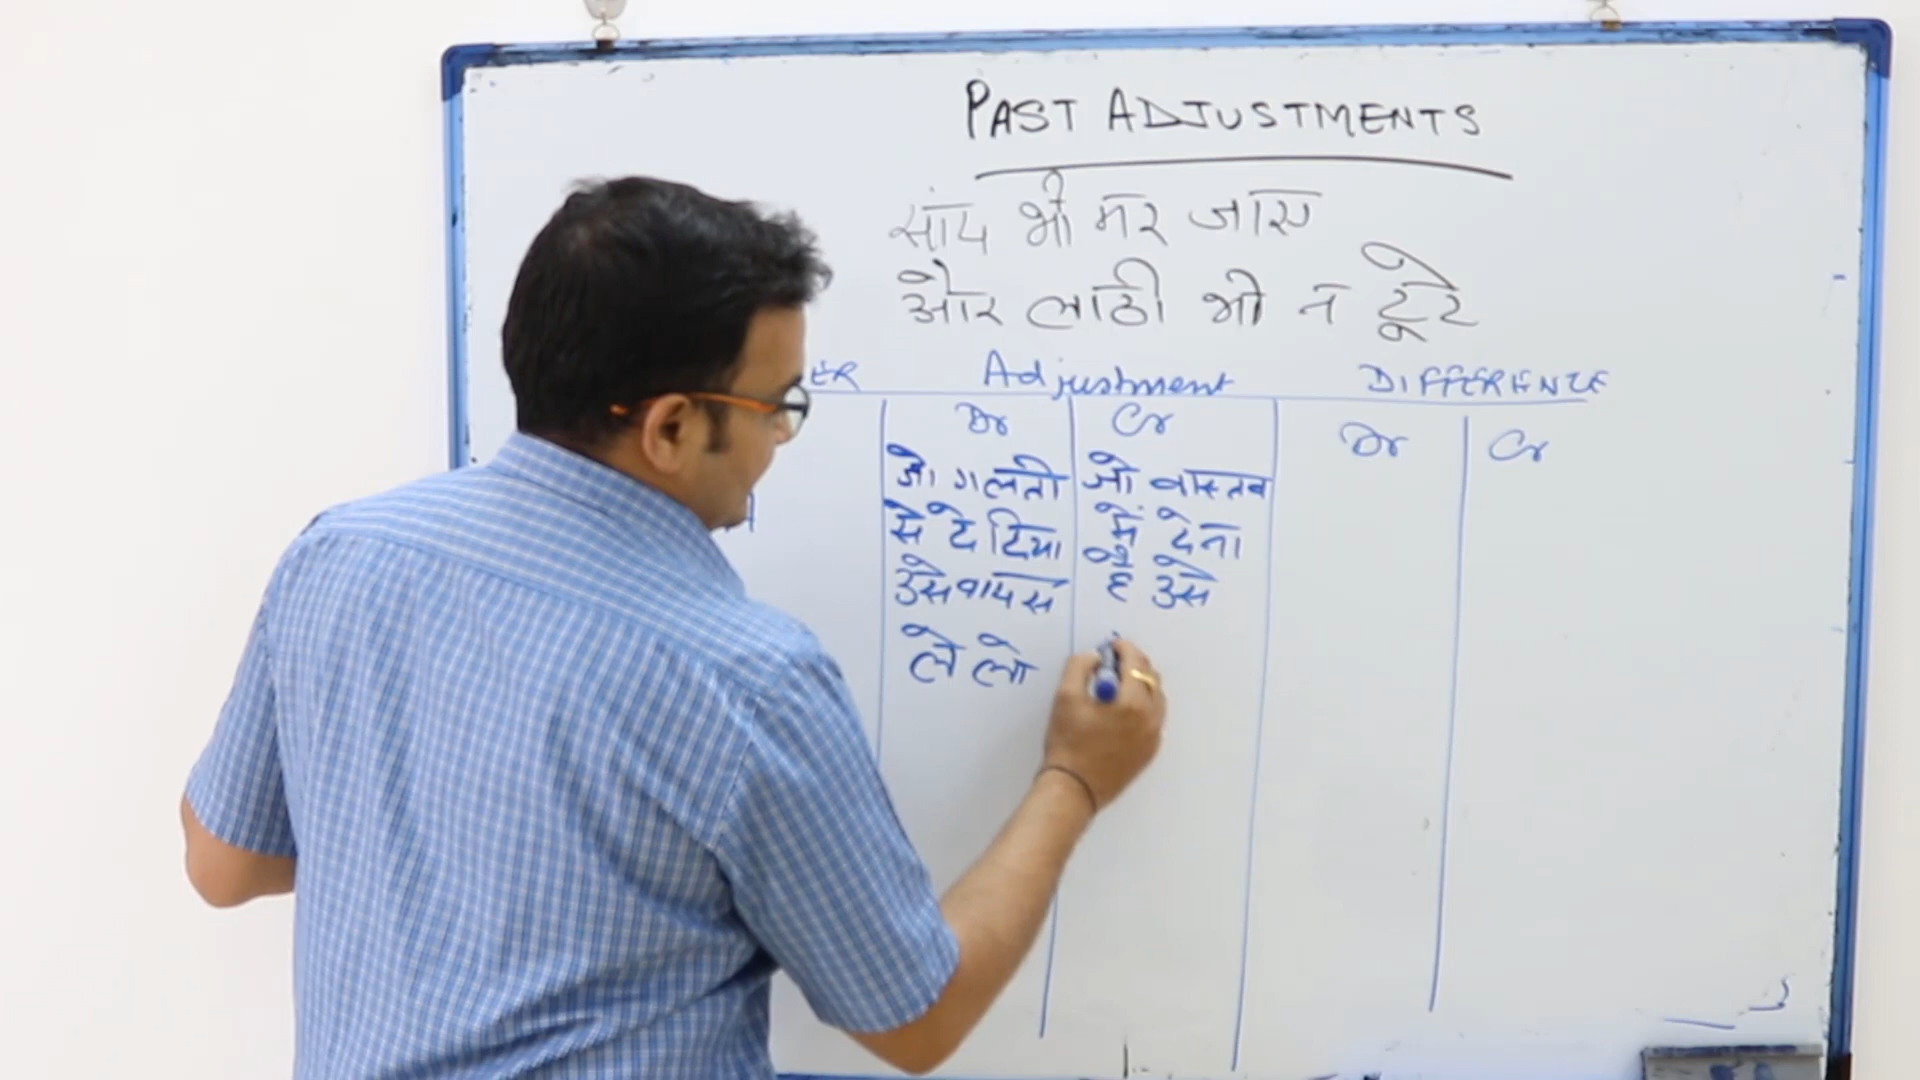 PAST ADJUSTMENTS
सांप भी मर जाए
और लाठी भी न टूटे
ER Adjustment DIFFERENCE
Dr Cr Dr Cr
जो गलती जो वास्तव
से दे दिया में देना
उसे वापस है उसे
ले लो